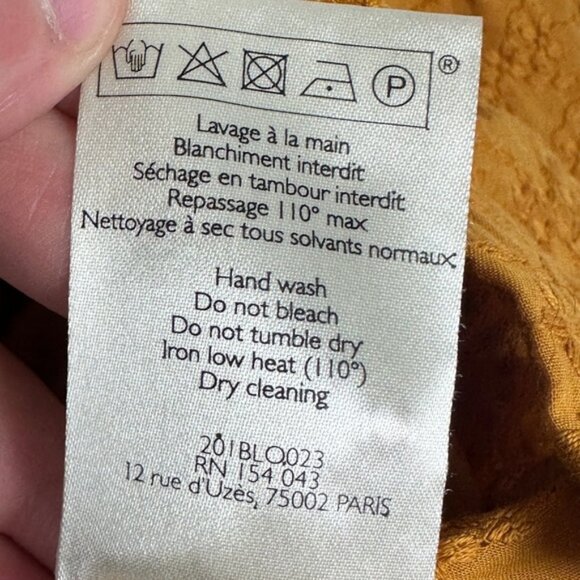 P ®
Lavage à la main
Blanchiment interdit
Séchage en tambour interdit
Repassage 110° max
Nettoyage à sec tous solvants normaux
Hand wash
Do not bleach
Do not tumble dry
Iron low heat (110°)
Dry cleaning
201BLO023
RN 154 043
12 rue d'Uzès, 75002 PARIS